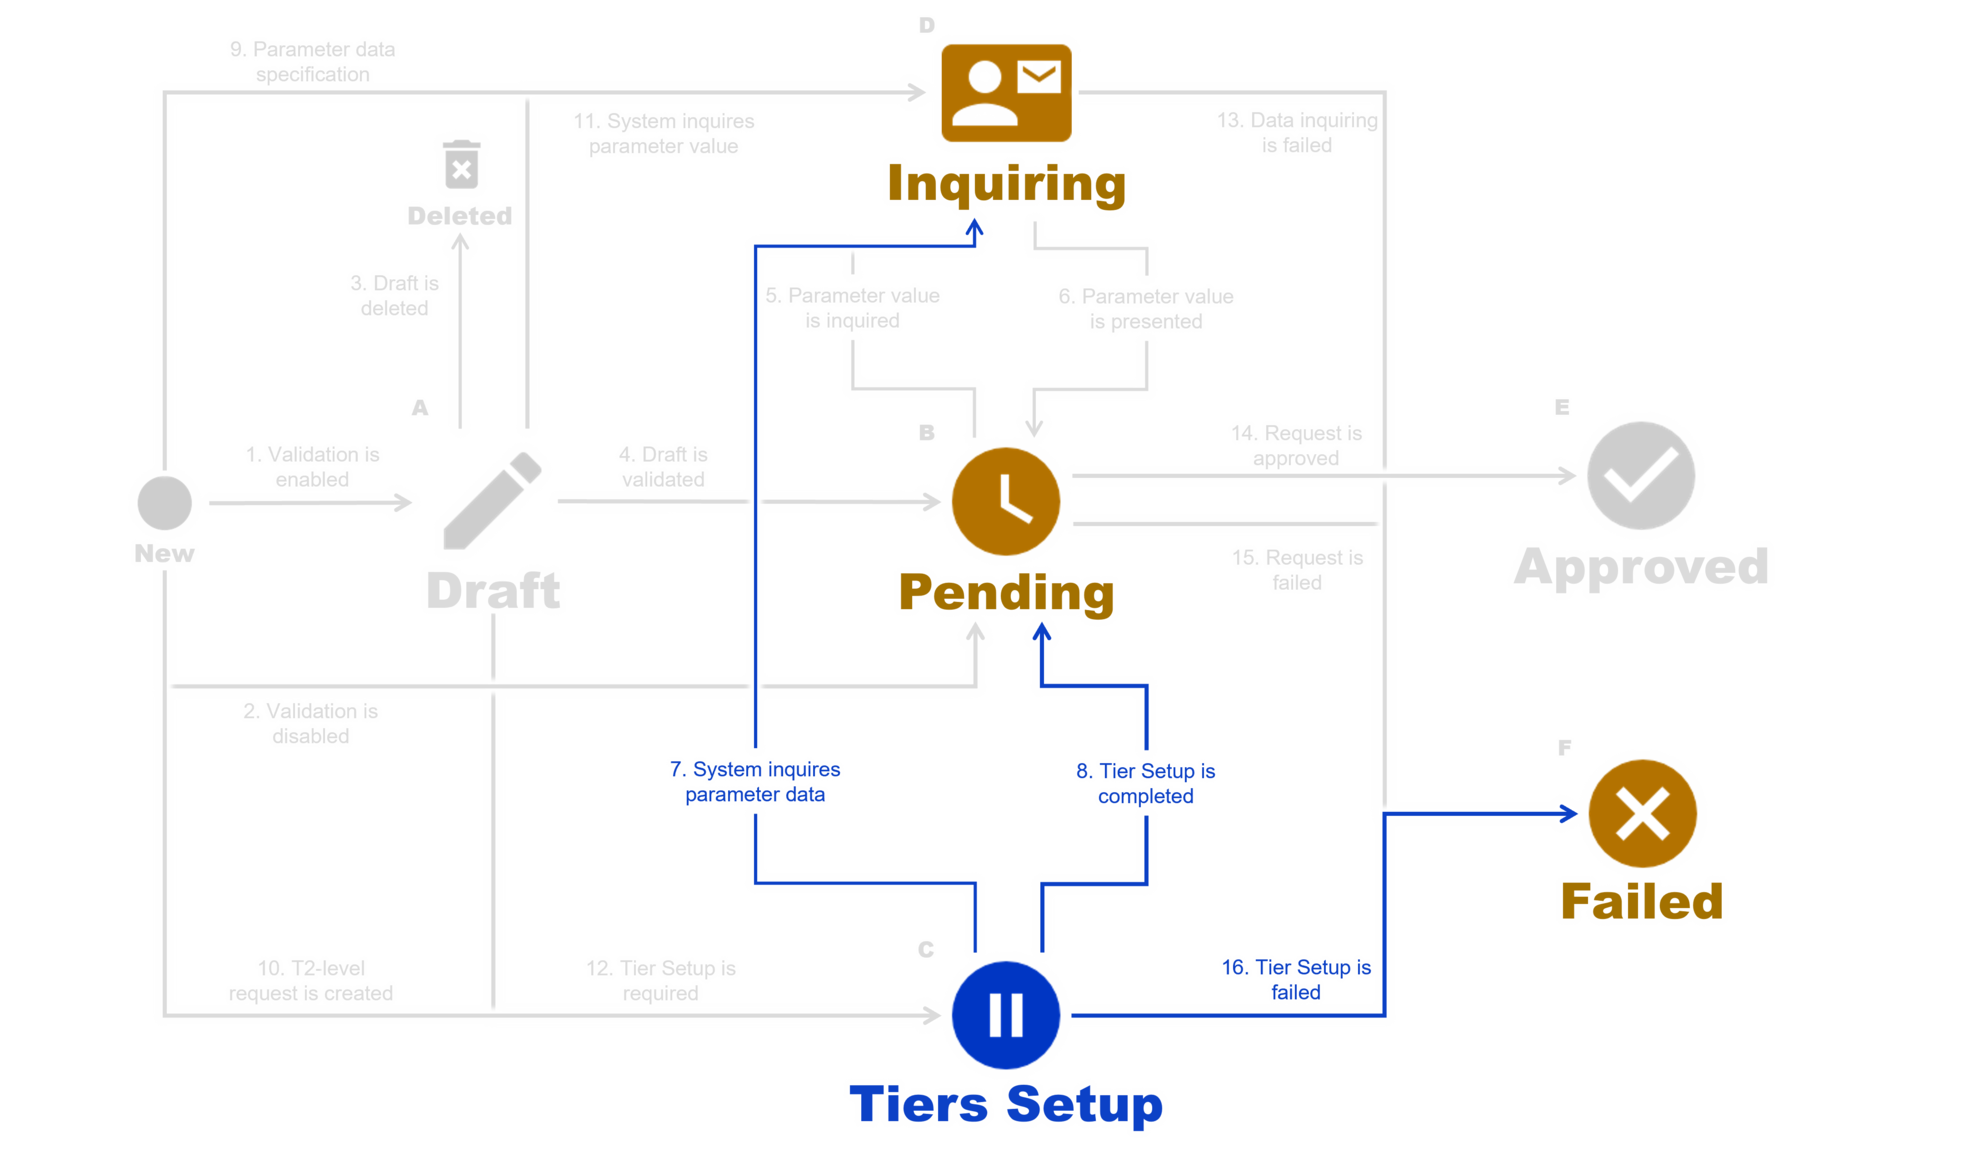 D
9. Parameter data
specification
11. System inquires
parameter value
13. Data inquiring
is failed
Inquiring
Deleted
3. Draft is
deleted
5. Parameter value
is inquired
6. Parameter value
is presented
A
B
E
1. Validation is
enabled
4. Draft is
validated
14. Request is
approved
New
Draft
Pending
15. Request is
failed
Approved
2. Validation is
disabled
F
7. System inquires
parameter data
8. Tier Setup is
completed
Failed
C
10. T2-level
request is created
12. Tier Setup is
required
16. Tier Setup is
failed
Tiers Setup